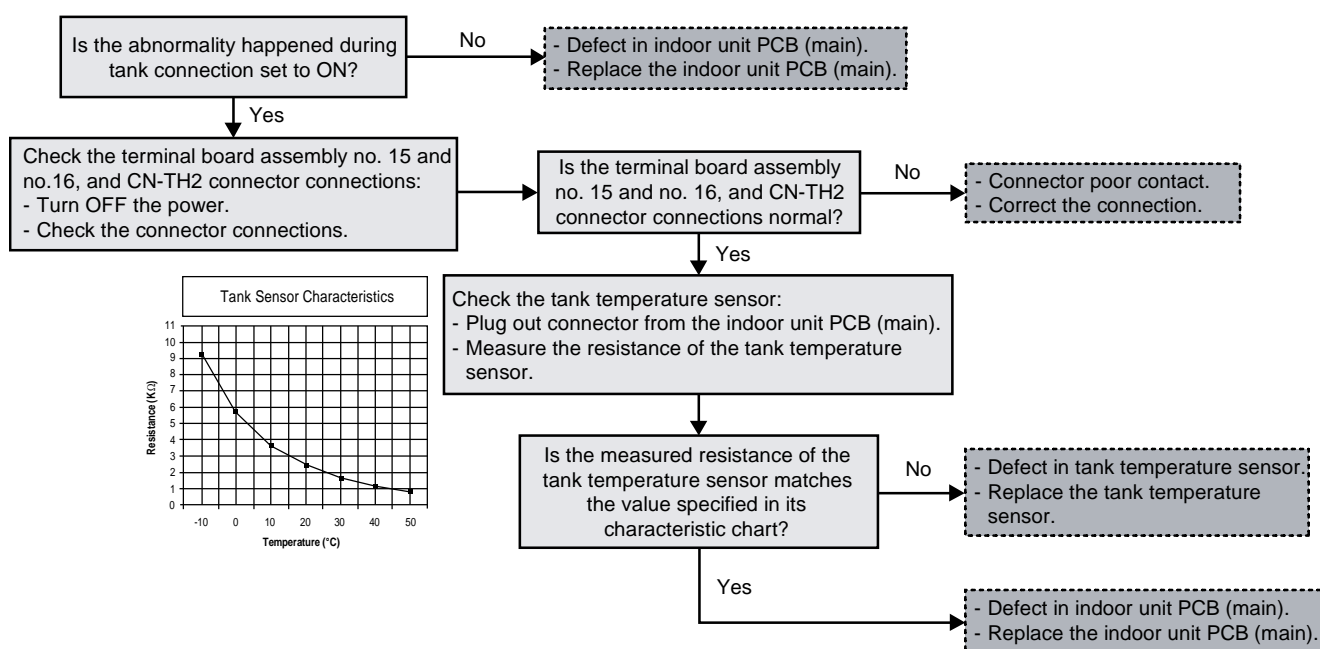 Is the abnormality happened during
tank connection set to ON?
No
- Defect in indoor unit PCB (main).
- Replace the indoor unit PCB (main).
Yes
Check the terminal board assembly no. 15 and
no.16, and CN-TH2 connector connections:
- Turn OFF the power.
- Check the connector connections.
Is the terminal board assembly
no. 15 and no. 16, and CN-TH2
connector connections normal?
No
- Connector poor contact.
- Correct the connection.
Yes
Check the tank temperature sensor:
- Plug out connector from the indoor unit PCB (main).
- Measure the resistance of the tank temperature
sensor.
Tank Sensor Characteristics
Resistance (KΩ)
11
10
9
8
7
6
5
4
3
2
1
0
-10 0 10 20 30 40 50
Temperature (°C)
Is the measured resistance of the
tank temperature sensor matches
the value specified in its
characteristic chart?
No
- Defect in tank temperature sensor.
- Replace the tank temperature
sensor.
Yes
- Defect in indoor unit PCB (main).
- Replace the indoor unit PCB (main).